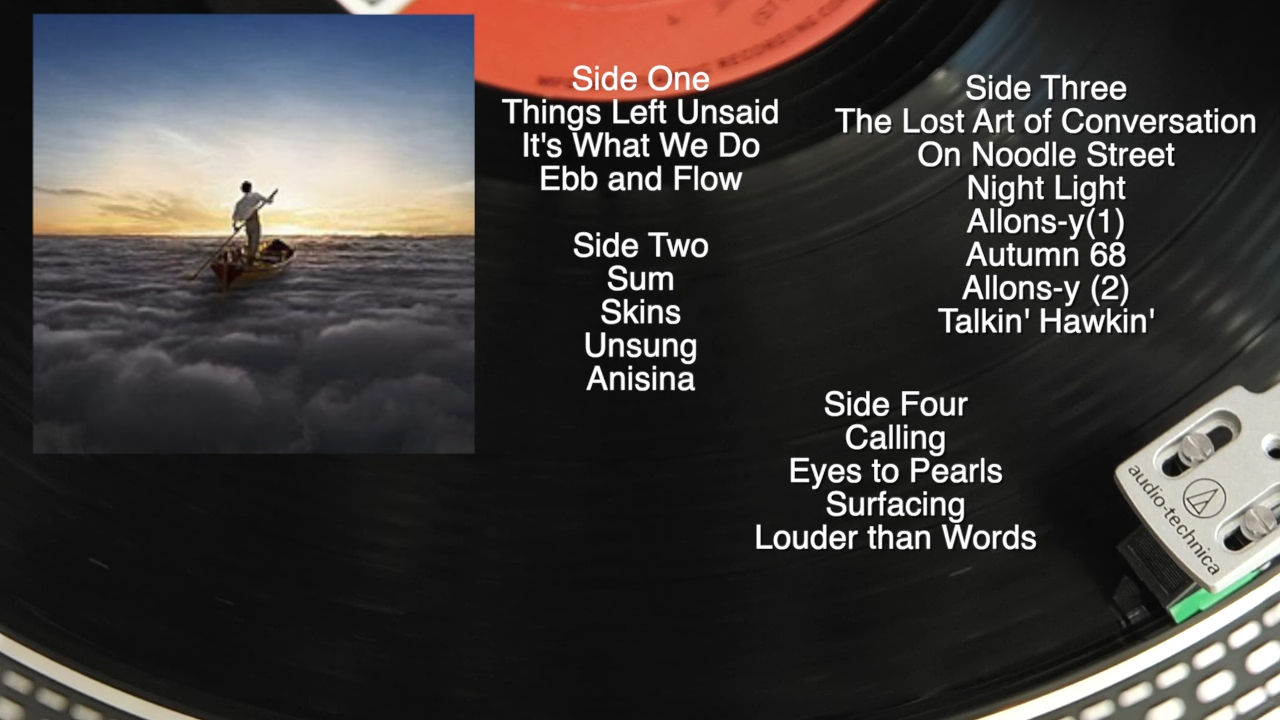 Side One
Things Left Unsaid
It's What We Do
Ebb and Flow
Side Two
Sum
Skins
Unsung
Anisina
Side Three
The Lost Art of Conversation
On Noodle Street
Night Light
Allons-y(1)
Autumn 68
Allons-y (2)
Talkin' Hawkin'
Side Four
Calling
Eyes to Pearls
Surfacing
Louder than Words
audio-technica